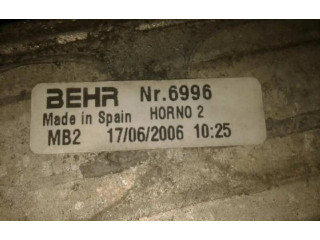 BEHR Nr.6996
Made in Spain HORNO 2
MB2 17/06/2006 10:25